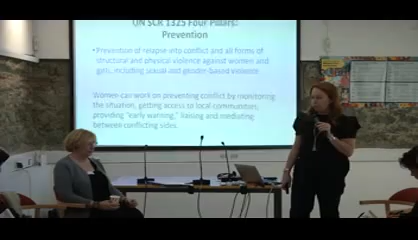 UN SCR 1325 Four Pillars:
Prevention
•Prevention of relapse into conflict and all forms of
structural and physical violence against women and
girls, including sexual and gender-based violence
Women can work on preventing conflict by monitoring
the situation, getting access to local communities,
providing "early warning," liaising and mediating
between conflicting sides.